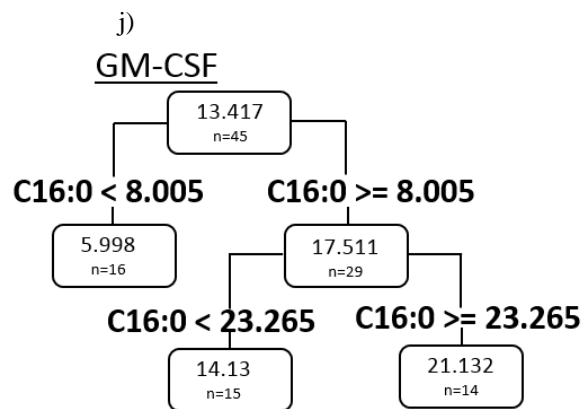 j)
GM-CSF
13.417
n=45
C16:0 < 8.005 C16:0 >= 8.005
5.998 17.511
n=16 n=29
C16:0 < 23.265 C16:0 >= 23.265
14.13 21.132
n=15 n=14